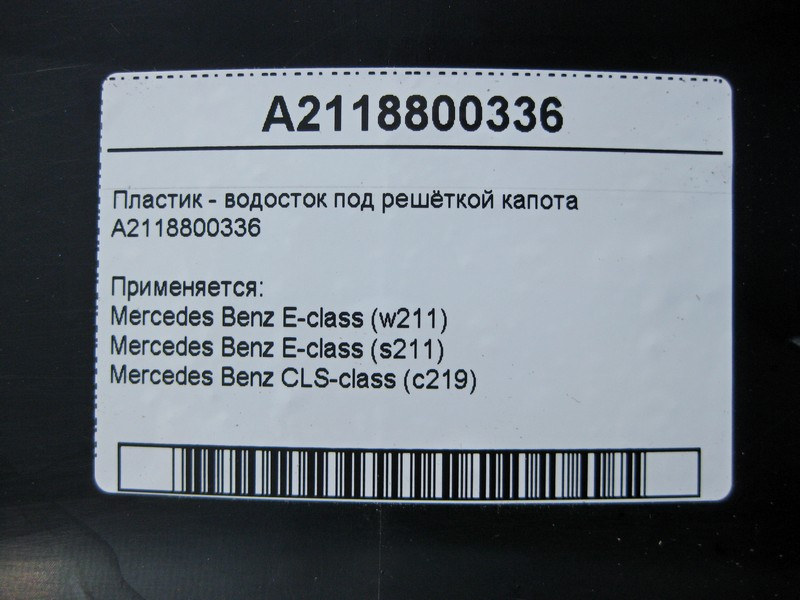 A2118800336
Пластик - водосток под решёткой капота
A2118800336
Применяется:
Mercedes Benz E-class (w211)
Mercedes Benz E-class (s211)
Mercedes Benz CLS-class (c219)